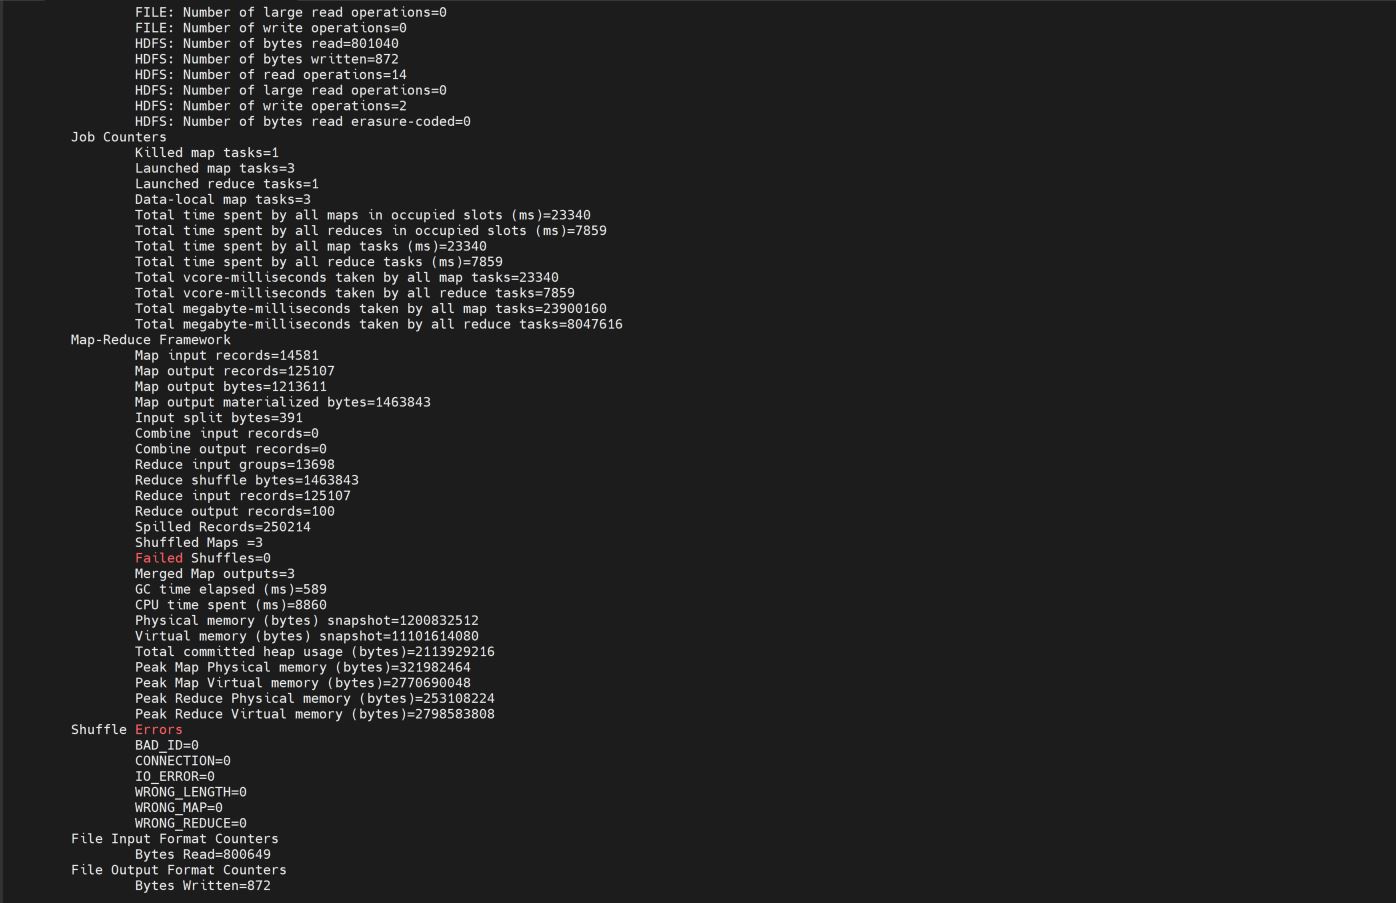 FILE: Number of large read operations=0
FILE: Number of write operations=0
HDFS: Number of bytes read=801040
HDFS: Number of bytes written=872
HDFS: Number of read operations=14
HDFS: Number of large read operations=0
HDFS: Number of write operations=2
HDFS: Number of bytes read erasure-coded=0
Job Counters
Killed map tasks=1
Launched map tasks=3
Launched reduce tasks=1
Data-local map tasks=3
Total time spent by all maps in occupied slots (ms)=23340
Total time spent by all reduces in occupied slots (ms)=7859
Total time spent by all map tasks (ms)=23340
Total time spent by all reduce tasks (ms)=7859
Total vcore-milliseconds taken by all map tasks=23340
Total vcore-milliseconds taken by all reduce tasks=7859
Total megabyte-milliseconds taken by all map tasks=23900160
Total megabyte-milliseconds taken by all reduce tasks=8047616
Map-Reduce Framework
Map input records=14581
Map output records=125107
Map output bytes=1213611
Map output materialized bytes=1463843
Input split bytes=391
Combine input records=0
Combine output records=0
Reduce input groups=13698
Reduce shuffle bytes=1463843
Reduce input records=125107
Reduce output records=100
Spilled Records=250214
Shuffled Maps =3
Failed Shuffles=0
Merged Map outputs=3
GC time elapsed (ms)=589
CPU time spent (ms)=8860
Physical memory (bytes) snapshot=1200832512
Virtual memory (bytes) snapshot=11101614080
Total committed heap usage (bytes)=2113929216
Peak Map Physical memory (bytes)=321982464
Peak Map Virtual memory (bytes)=2770690048
Peak Reduce Physical memory (bytes)=253108224
Peak Reduce Virtual memory (bytes)=2798583808
Shuffle Errors
BAD_ID=0
CONNECTION=0
IO_ERROR=0
WRONG_LENGTH=0
WRONG_MAP=0
WRONG_REDUCE=0
File Input Format Counters
Bytes Read=800649
File Output Format Counters
Bytes Written=872